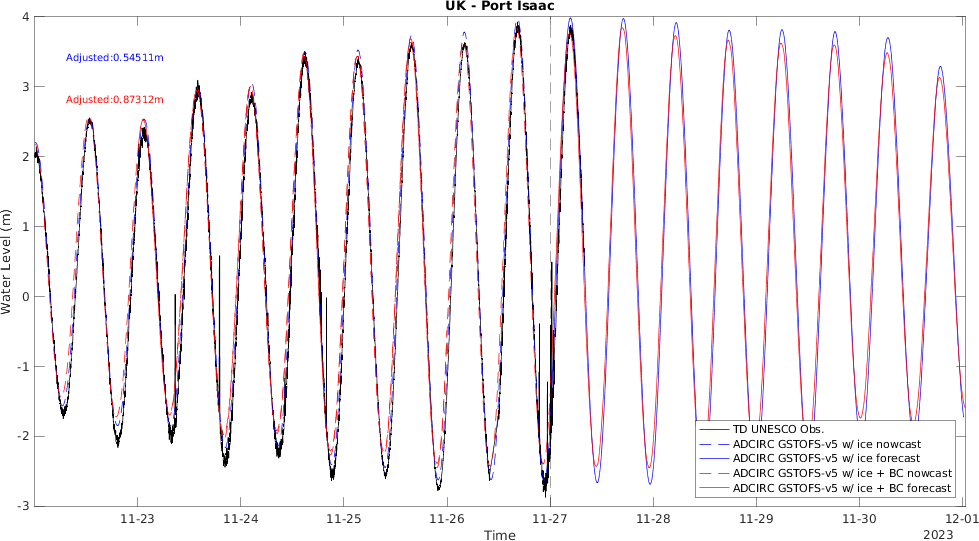 UK - Port Isaac
4
3
2
1
0
-1
-2
-3
Water Level (m)
Adjusted:0.54511m
Adjusted:0.87312m
TD UNESCO Obs.
ADCIRC GSTOFS-v5 w/ ice nowcast
ADCIRC GSTOFS-v5 w/ ice forecast
ADCIRC GSTOFS-v5 w/ ice + BC nowcast
ADCIRC GSTOFS-v5 w/ ice + BC forecast
11-23 11-24 11-25 11-26 11-27 11-28 11-29 11-30 12-01
Time
2023